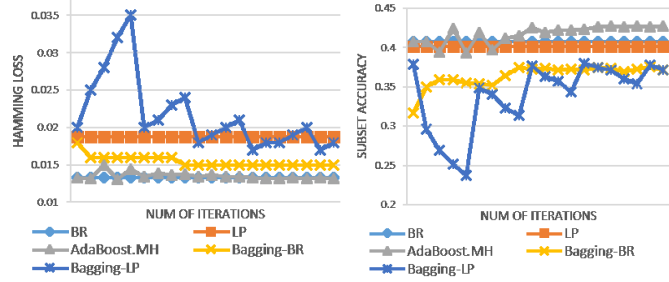 HAMMING LOSS
0.035
0.03
0.025
0.02
0.015
0.01
NUM OF ITERATIONS
BR
LP
AdaBoost.MH
Bagging-BR
Bagging-LP
SUBSET ACCURACY
0.45
0.4
0.35
0.3
0.25
0.2
NUM OF ITERATIONS
BR
LP
AdaBoost.MH
Bagging-BR
Bagging-LP